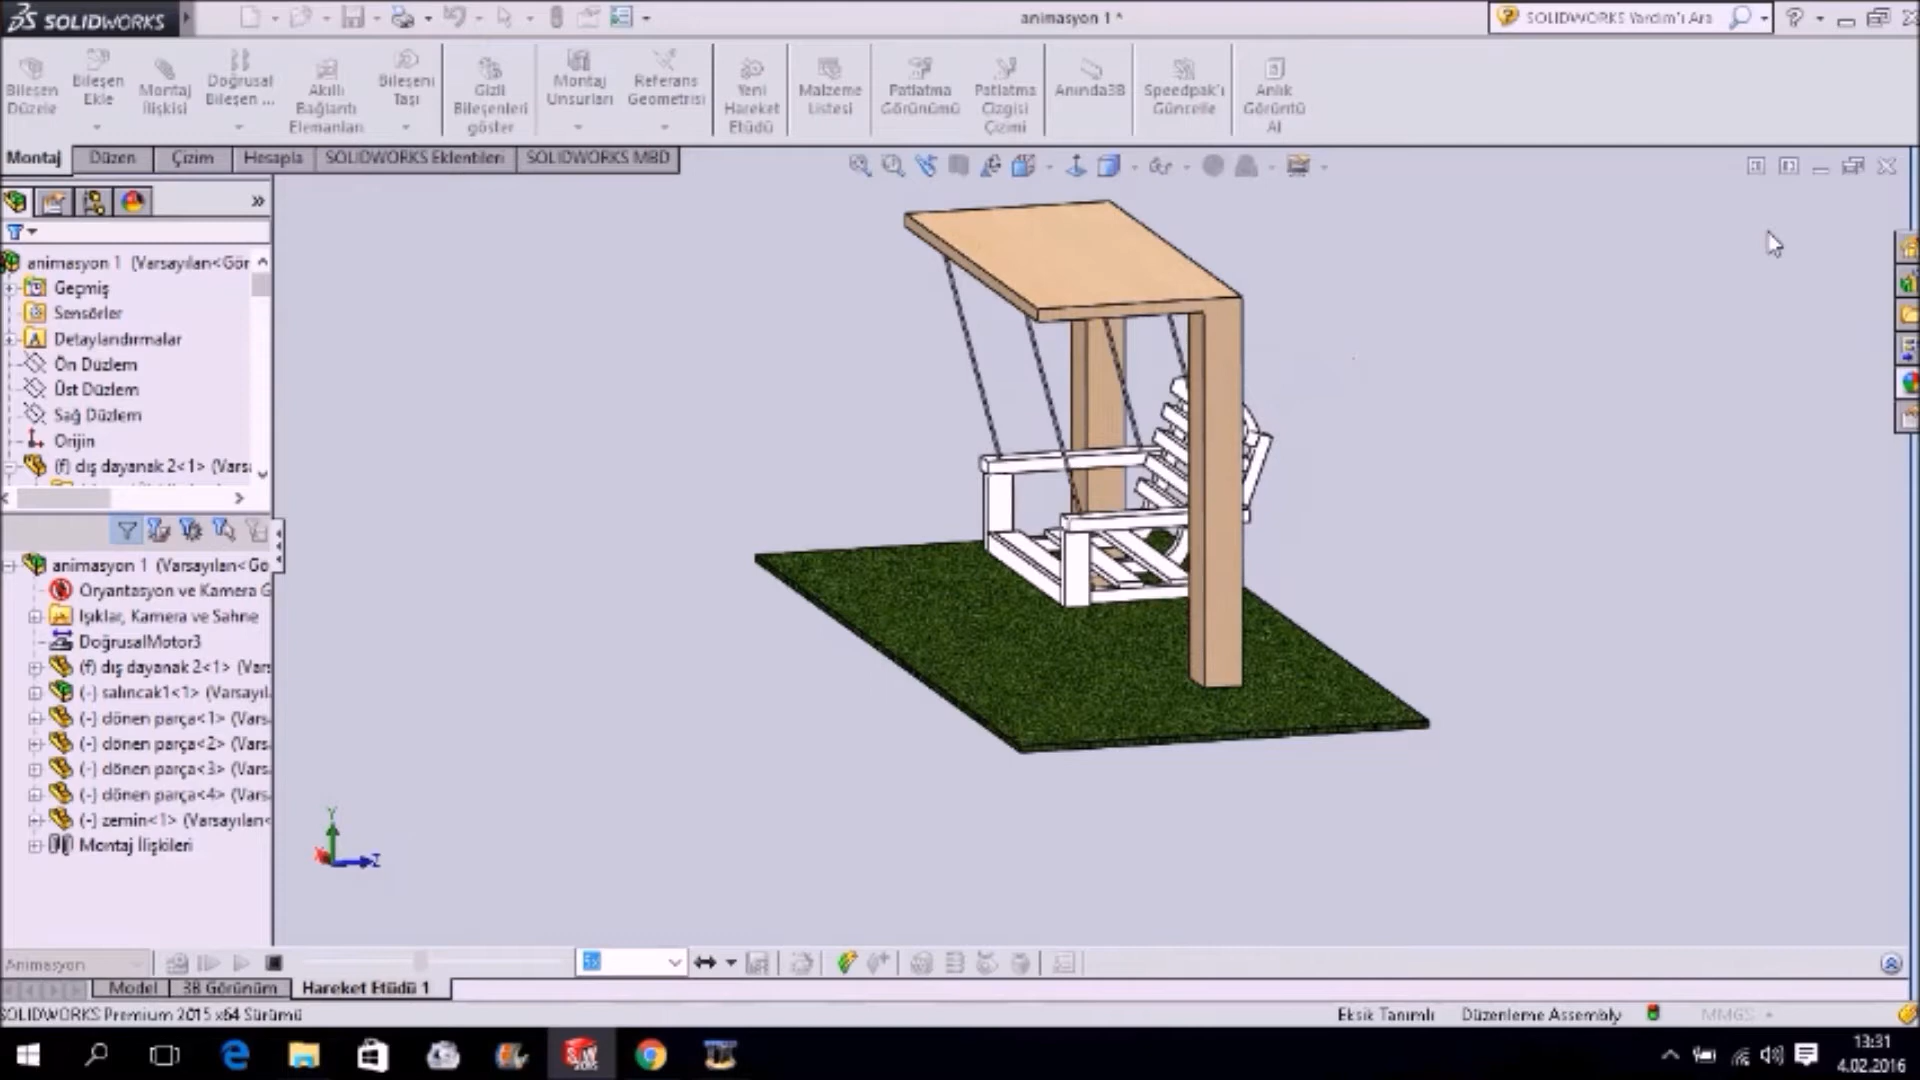 SOLIDWORKS
animasyon 1 *
SOLIDWORKS Yardım'ı Ara
Bileşen Düzele
Bileşen Ekle
Montaj İlişkisi
Doğrusal Bileşen ...
Akıllı Bağlantı Elemanları
Bileşeni Taşı
Gizli Bileşenleri göster
Montaj Unsurları
Referans Geometrisi
Yeni Hareket Etüdü
Malzeme Listesi
Patlatma Görünümü
Patlatma Çizgisi Çizimi
Anında3B
Speedpak'ı Güncelle
Anlık Görüntü Al
Montaj
Düzen
Çizim
Hesapla
SOLIDWORKS Eklentileri
SOLIDWORKS MBD
animasyon 1 (Varsayılan<Gör
Geçmiş
Sensörler
Detaylandırmalar
Ön Düzlem
Üst Düzlem
Sağ Düzlem
Orijin
(f) dış dayanak 2<1> (Varsa
animasyon 1 (Varsayılan<Gö
Oryantasyon ve Kamera G
Işıklar, Kamera ve Sahne
DoğrusalMotor3
(f) dış dayanak 2<1> (Vars
(-) salıncak1<1> (Varsayıl
(-) dönen parça<1> (Vars
(-) dönen parça<2> (Vars
(-) dönen parça<3> (Vars
(-) dönen parça<4> (Vars
(-) zemin<1> (Varsayılan<
Montaj İlişkileri
Y
X
Z
Animasyon
5x
Model
3B Görünüm
Hareket Etüdü 1
SOLIDWORKS Premium 2015 x64 Sürümü
Eksik Tanımlı
Düzenleme Assembly
MMGS
13:31
4.02.2016